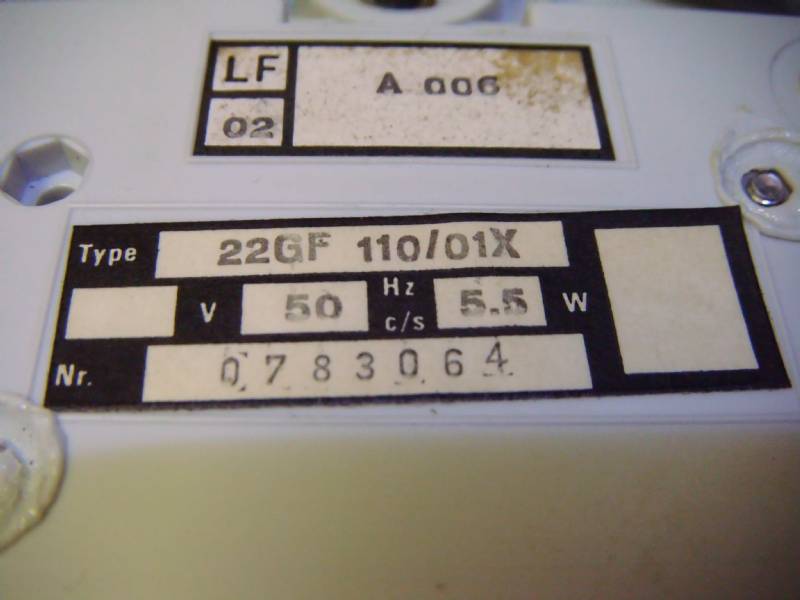 LF A 006
02
Type 22GF 110/01X
V 50 Hz c/s 5.5 W
Nr. 0783064